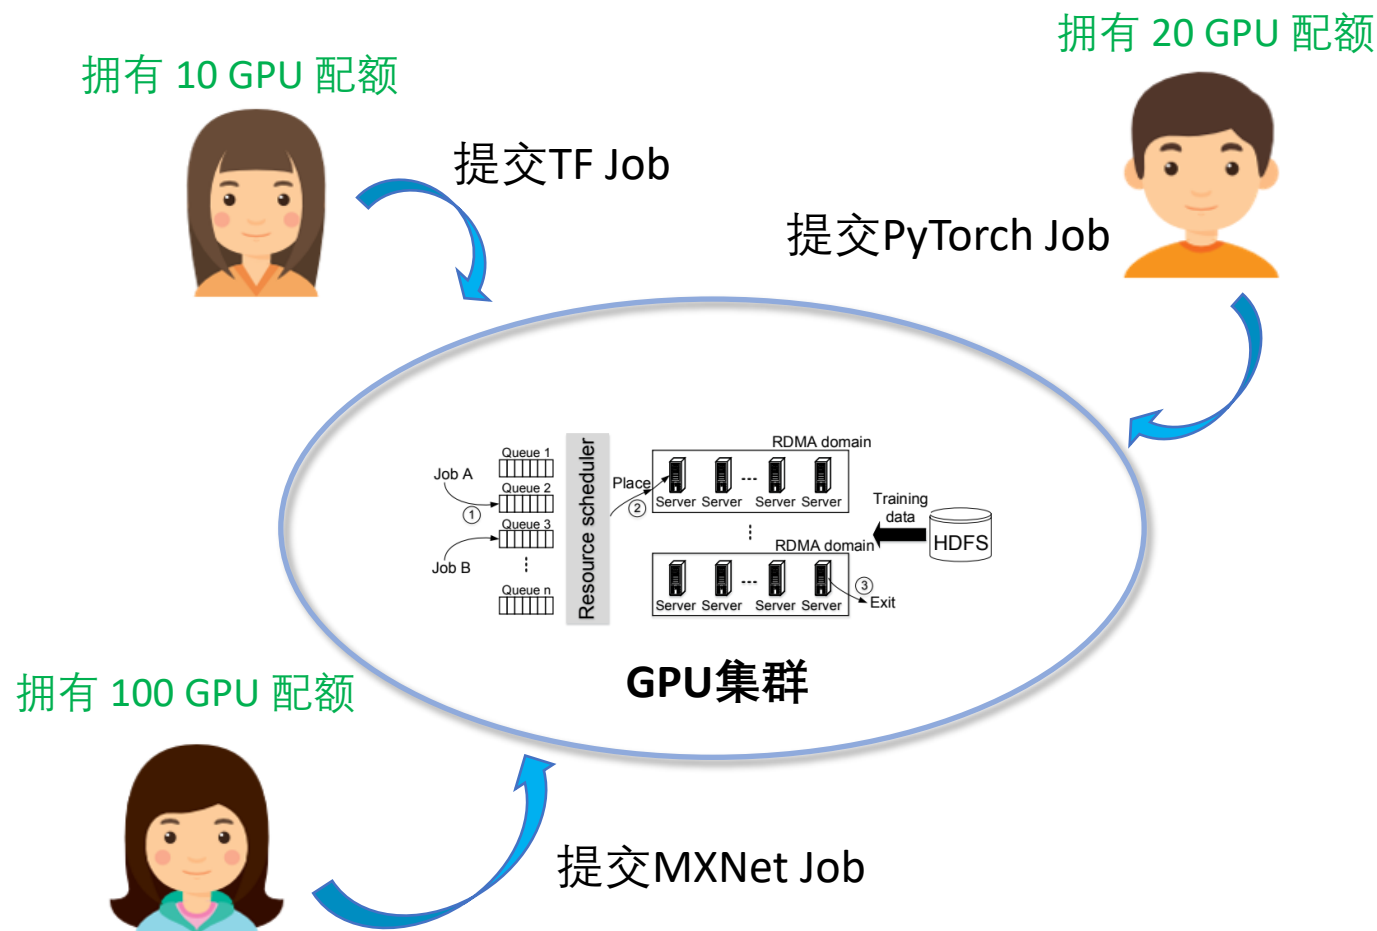 拥有 20 GPU 配额
拥有 10 GPU 配额
提交TF Job
提交PyTorch Job
RDMA domain
Queue 1
Job A
Queue 2
①
Queue 3
Job B
Queue n
Resource scheduler
Place
②
Server Server Server Server
Training
data
HDFS
RDMA domain
③
Exit
Server Server Server Server
GPU集群
拥有 100 GPU 配额
提交MXNet Job